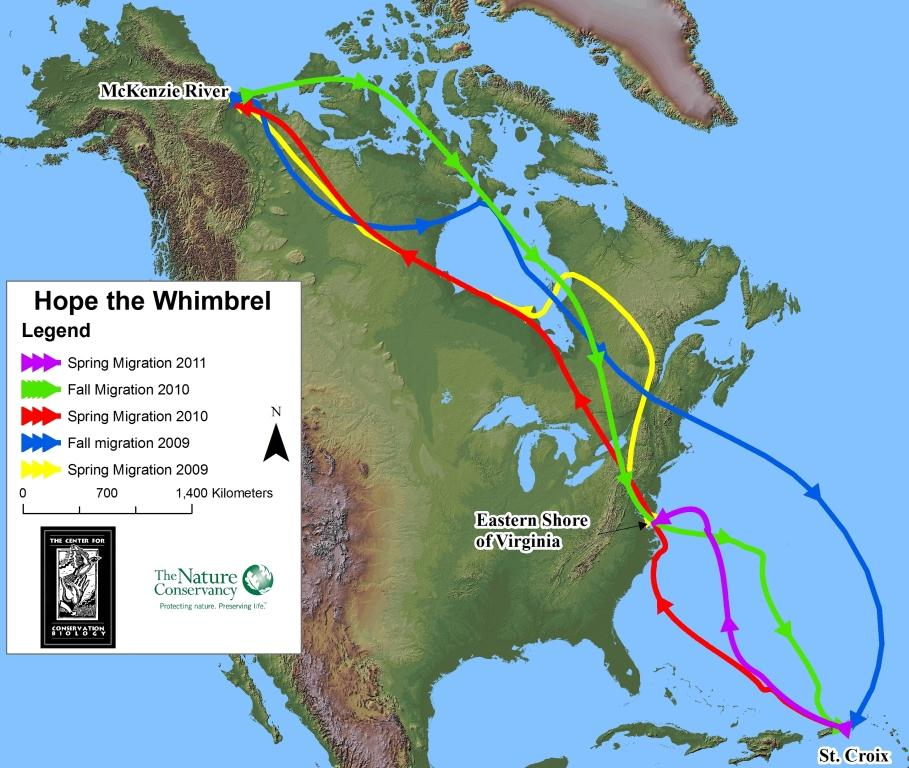 McKenzie River
Hope the Whimbrel
Legend
Spring Migration 2011
Fall Migration 2010
Spring Migration 2010
Fall migration 2009
Spring Migration 2009
N
0 700 1,400 Kilometers
THE CENTER FOR
CONSERVATION
BIOLOGY
The Nature
Conservancy
Protecting nature. Preserving life.™
Eastern Shore
of Virginia
St. Croix